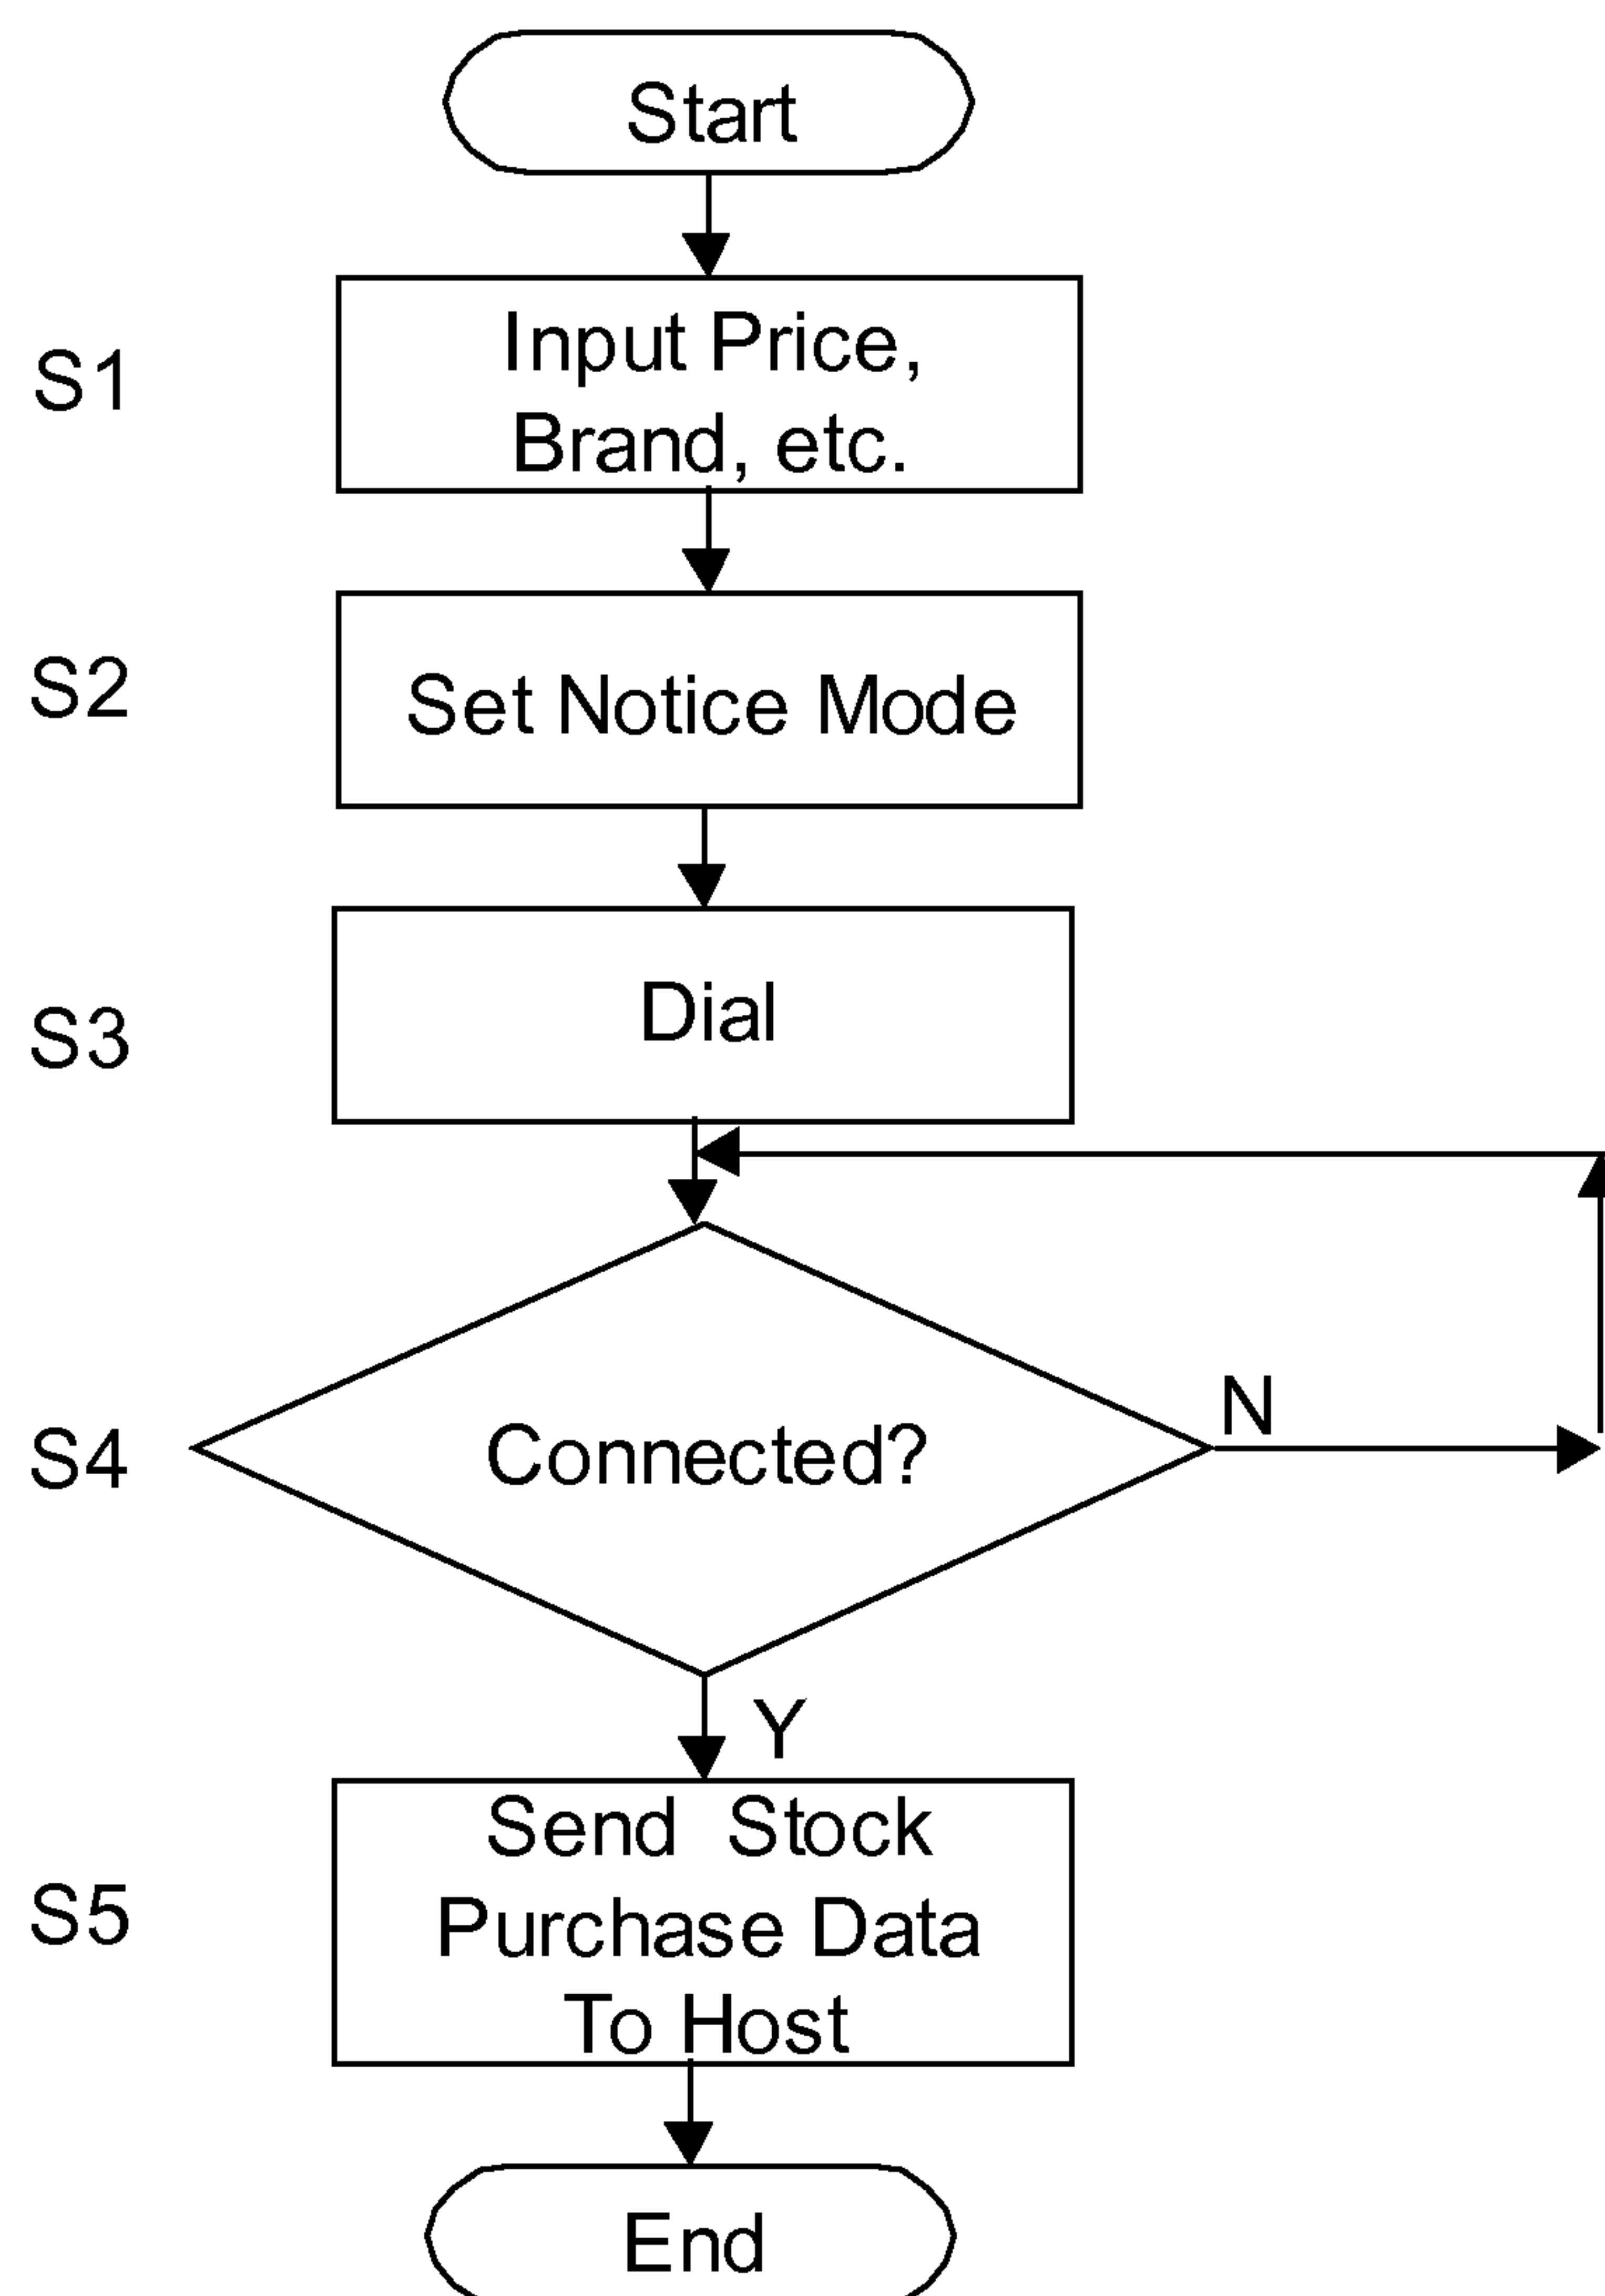 Start
S1
Input Price,
Brand, etc.
S2
Set Notice Mode
S3
Dial
S4
Connected?
N
Y
S5
Send Stock
Purchase Data
To Host
End